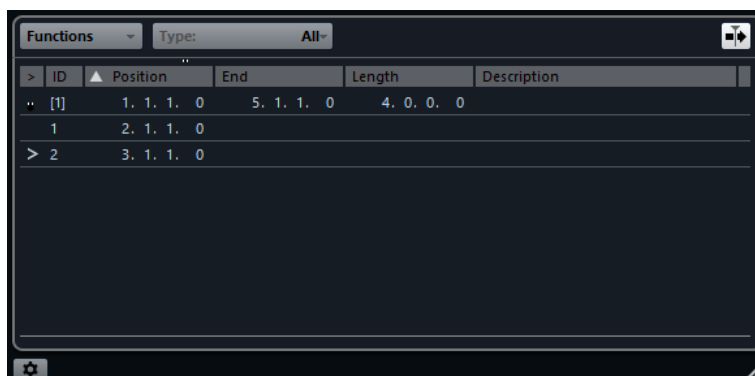 Functions Type: All
> ID Position End Length Description
[1] 1. 1. 1. 0 5. 1. 1. 0 4. 0. 0. 0
1 2. 1. 1. 0
> 2 3. 1. 1. 0